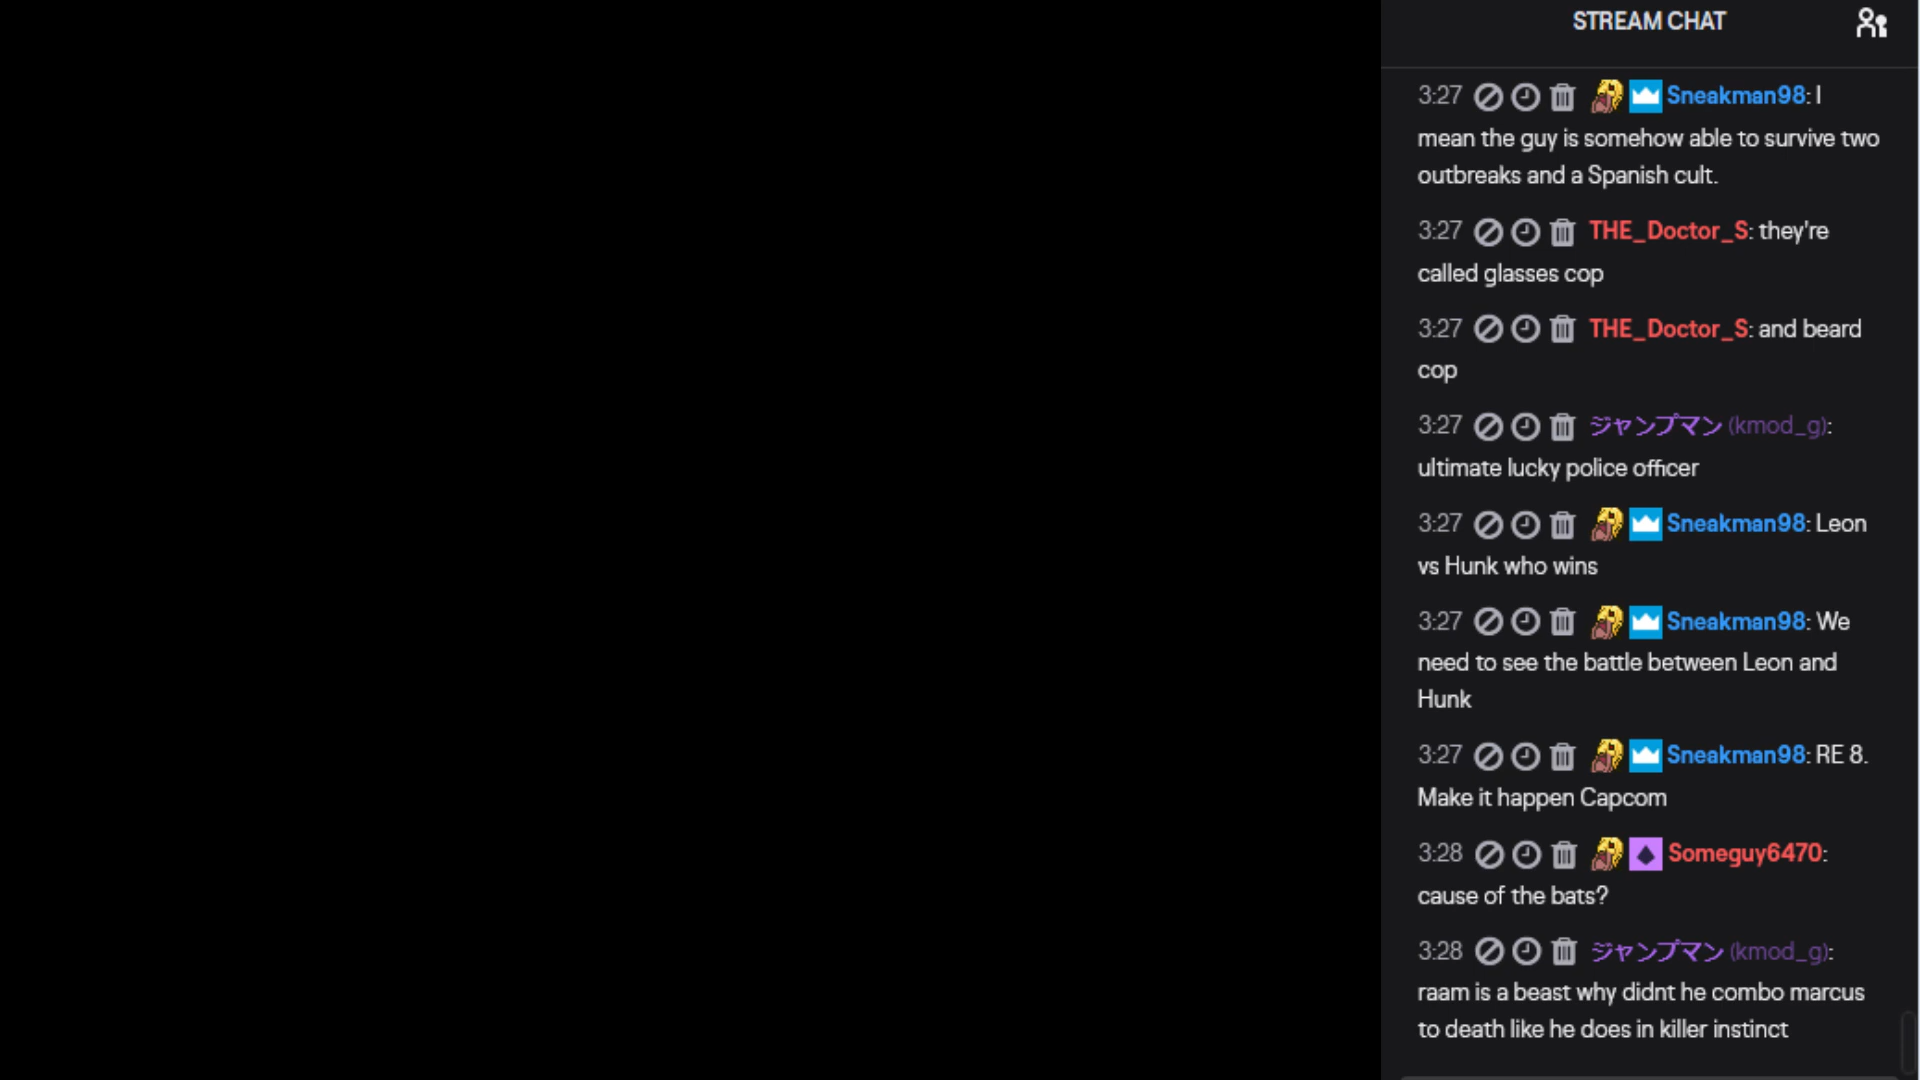 STREAM CHAT
3:27 Sneakman98: I
mean the guy is somehow able to survive two
outbreaks and a Spanish cult.
3:27 THE_Doctor_S: they're
called glasses cop
3:27 THE_Doctor_S: and beard
cop
3:27 ジャンプマン (kmod_g):
ultimate lucky police officer
3:27 Sneakman98: Leon
vs Hunk who wins
3:27 Sneakman98: We
need to see the battle between Leon and
Hunk
3:27 Sneakman98: RE 8.
Make it happen Capcom
3:28 Someguy6470:
cause of the bats?
3:28 ジャンプマン (kmod_g):
raam is a beast why didnt he combo marcus
to death like he does in killer instinct